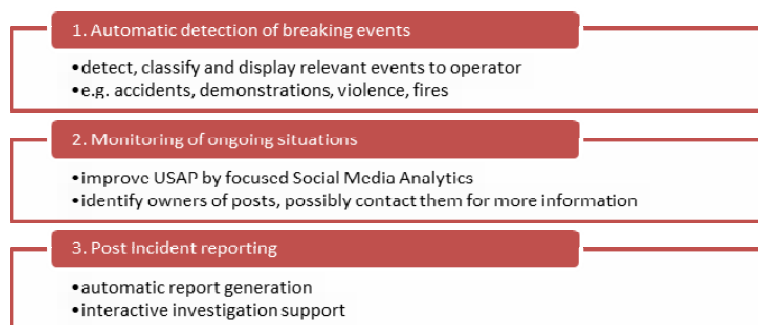 1. Automatic detection of breaking events
•detect, classify and display relevant events to operator
•e.g. accidents, demonstrations, violence, fires
2. Monitoring of ongoing situations
•improve USAP by focused Social Media Analytics
•identify owners of posts, possibly contact them for more information
3. Post Incident reporting
•automatic report generation
•interactive investigation support